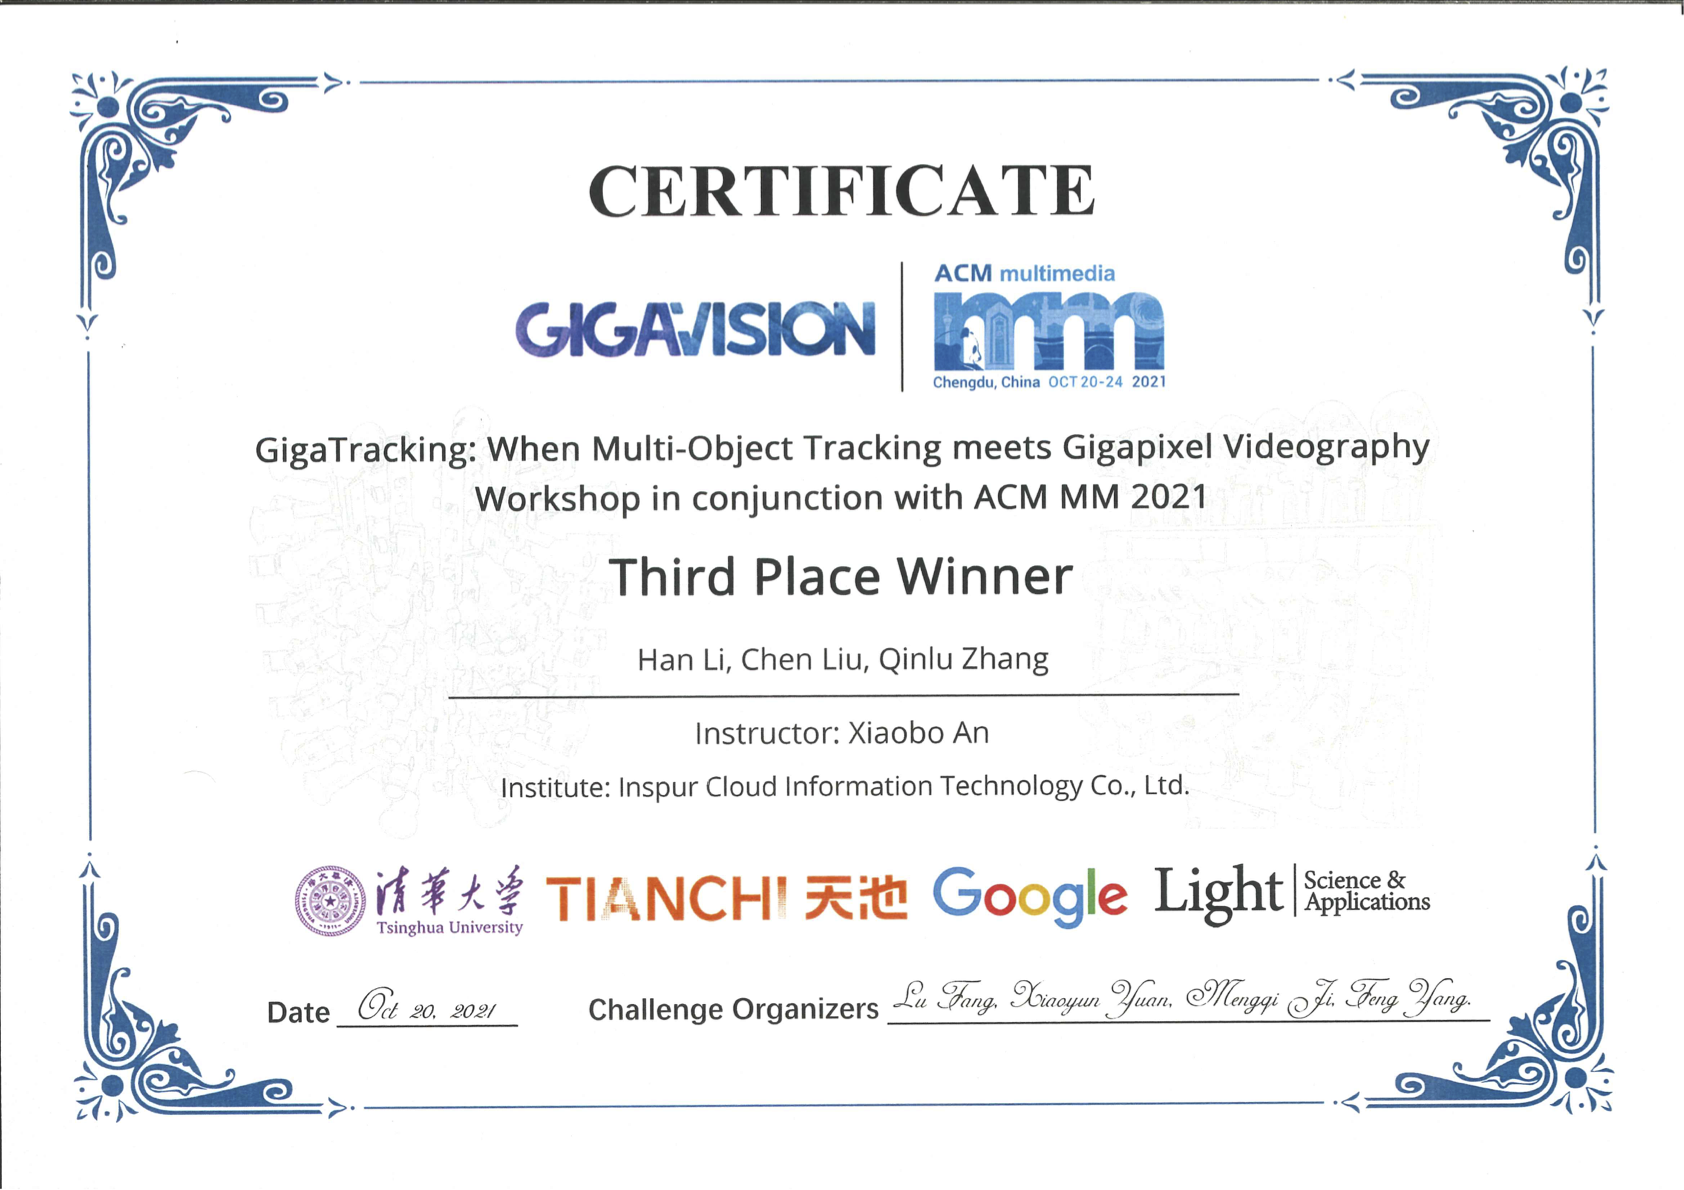 CERTIFICATE
GIGAVISION
ACM multimedia
mm
Chengdu, China OCT 20-24 2021
GigaTracking: When Multi-Object Tracking meets Gigapixel Videography
Workshop in conjunction with ACM MM 2021
Third Place Winner
Han Li, Chen Liu, Qinlu Zhang
Instructor: Xiaobo An
Institute: Inspur Cloud Information Technology Co., Ltd.
清華大学
Tsinghua University
TIANCHI 天池
Google
Light Science & Applications
Date Oct 20, 2021
Challenge Organizers Lu Fang, Xiaoyun Yuan, Mengqi Ji, Feng Yang.